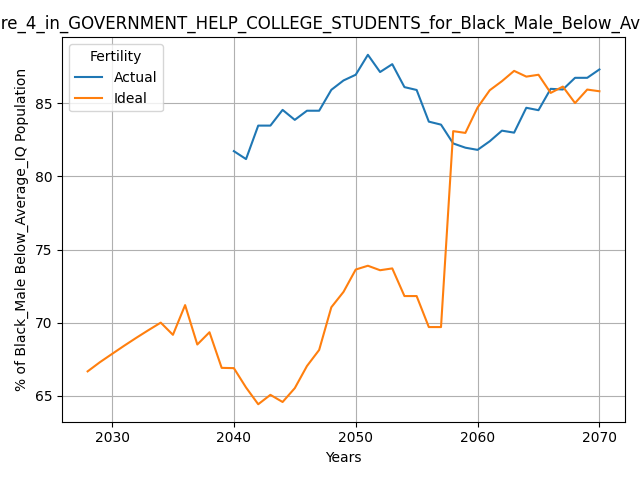 re_4_in_GOVERNMENT_HELP_COLLEGE_STUDENTS_for_Black_Male_Below_Av
Fertility
Actual
Ideal
% of Black_Male Below_Average_IQ Population
85
80
75
70
65
2030 2040 2050 2060 2070
Years